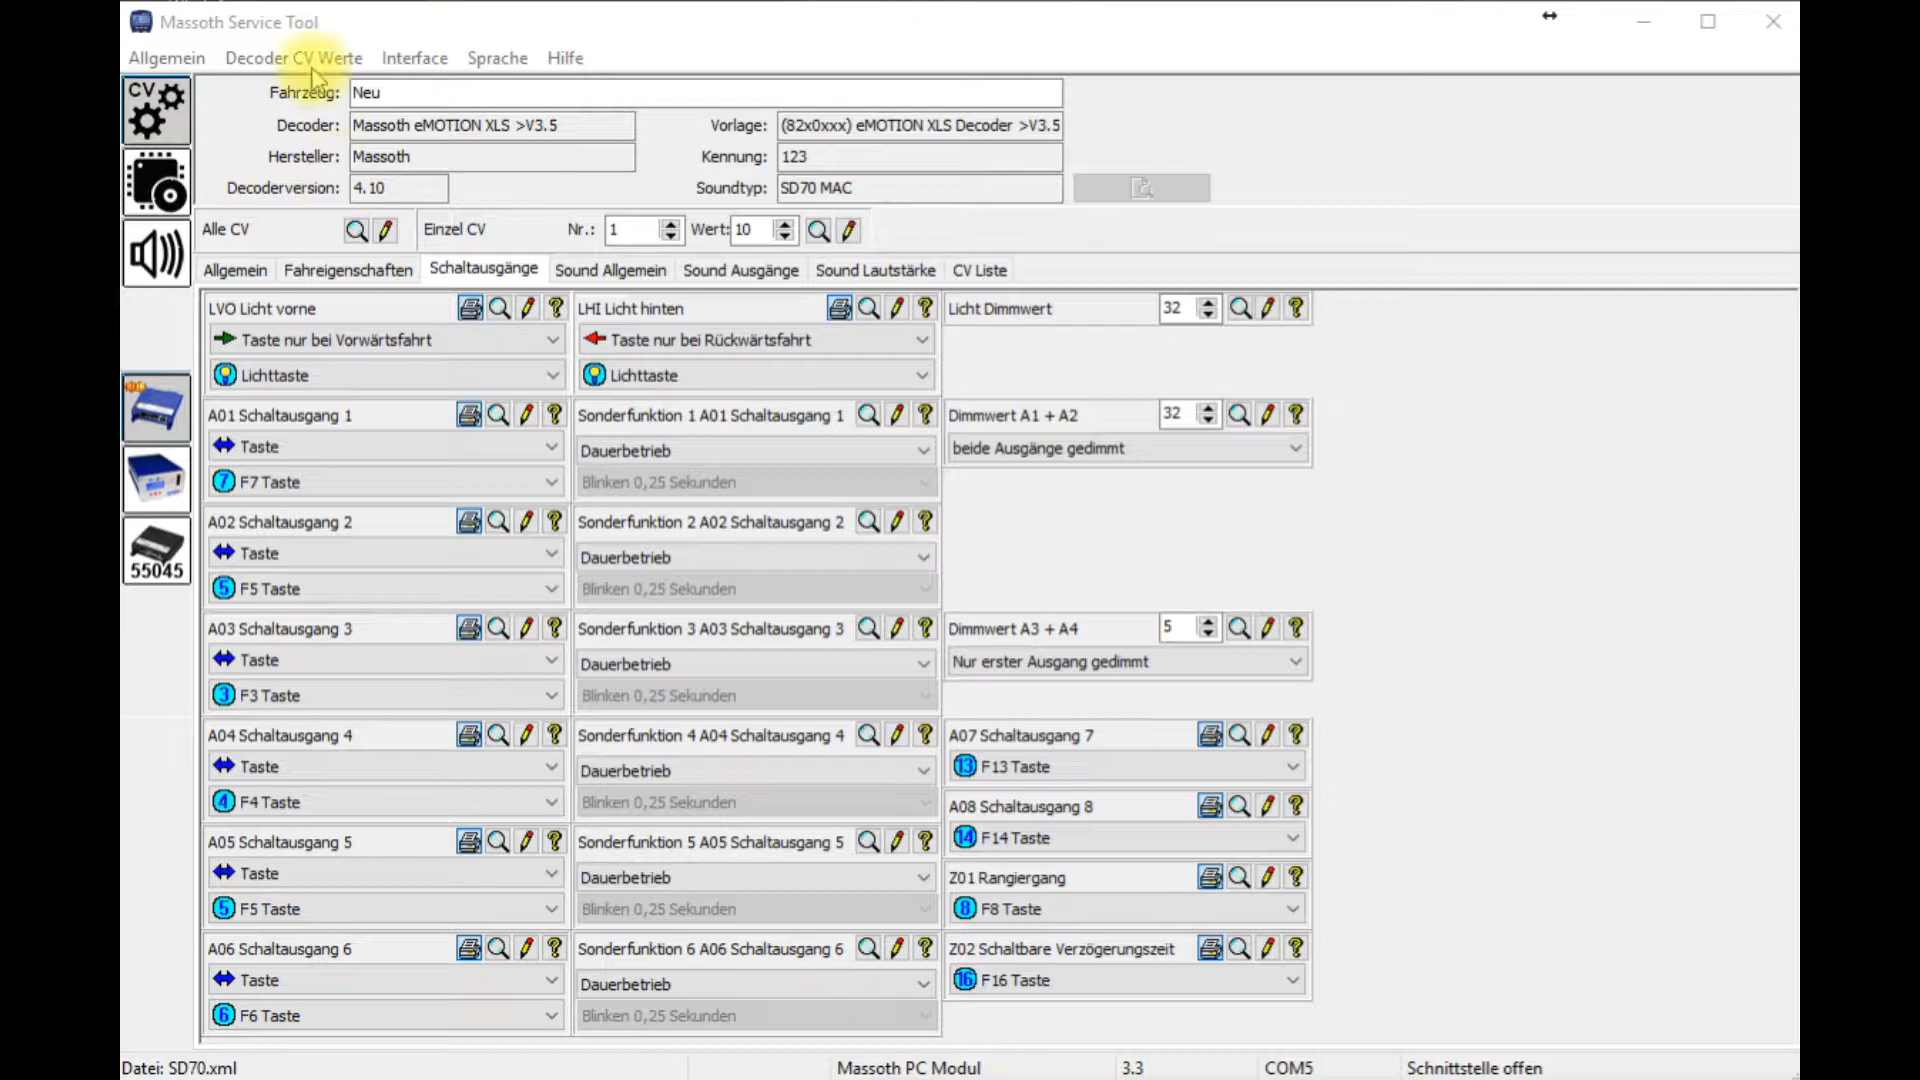 Massoth Service Tool
Allgemein Decoder CV Werte Interface Sprache Hilfe
CV
Fahrzeug: Neu
Decoder: Massoth eMOTION XLS >V3.5 Vorlage: (82x0xxx) eMOTION XLS Decoder >V3.5
Hersteller: Massoth Kennung: 123
Decoderversion: 4.10 Soundtyp: SD70 MAC
Alle CV Einzel CV Nr.: 1 Wert: 10
Allgemein Fahreigenschaften Schaltausgänge Sound Allgemein Sound Ausgänge Sound Lautstärke CV Liste
LVO Licht vorne LHI Licht hinten Licht Dimmwert 32
Taste nur bei Vorwärtsfahrt Taste nur bei Rückwärtsfahrt
Lichttaste Lichttaste
A01 Schaltausgang 1 Sonderfunktion 1 A01 Schaltausgang 1 Dimmwert A1 + A2 32
Taste Dauerbetrieb beide Ausgänge gedimmt
7 F7 Taste Blinken 0,25 Sekunden
A02 Schaltausgang 2 Sonderfunktion 2 A02 Schaltausgang 2
Taste Dauerbetrieb
5 F5 Taste Blinken 0,25 Sekunden
A03 Schaltausgang 3 Sonderfunktion 3 A03 Schaltausgang 3 Dimmwert A3 + A4 5
Taste Dauerbetrieb Nur erster Ausgang gedimmt
3 F3 Taste Blinken 0,25 Sekunden
A04 Schaltausgang 4 Sonderfunktion 4 A04 Schaltausgang 4 A07 Schaltausgang 7
Taste Dauerbetrieb 13 F13 Taste
4 F4 Taste Blinken 0,25 Sekunden A08 Schaltausgang 8
14 F14 Taste
A05 Schaltausgang 5 Sonderfunktion 5 A05 Schaltausgang 5
Taste Dauerbetrieb Z01 Rangiergang
5 F5 Taste Blinken 0,25 Sekunden 8 F8 Taste
A06 Schaltausgang 6 Sonderfunktion 6 A06 Schaltausgang 6 Z02 Schaltbare Verzögerungszeit
Taste Dauerbetrieb 16 F16 Taste
6 F6 Taste Blinken 0,25 Sekunden
55045
Datei: SD70.xml Massoth PC Modul 3.3 COM5 Schnittstelle offen